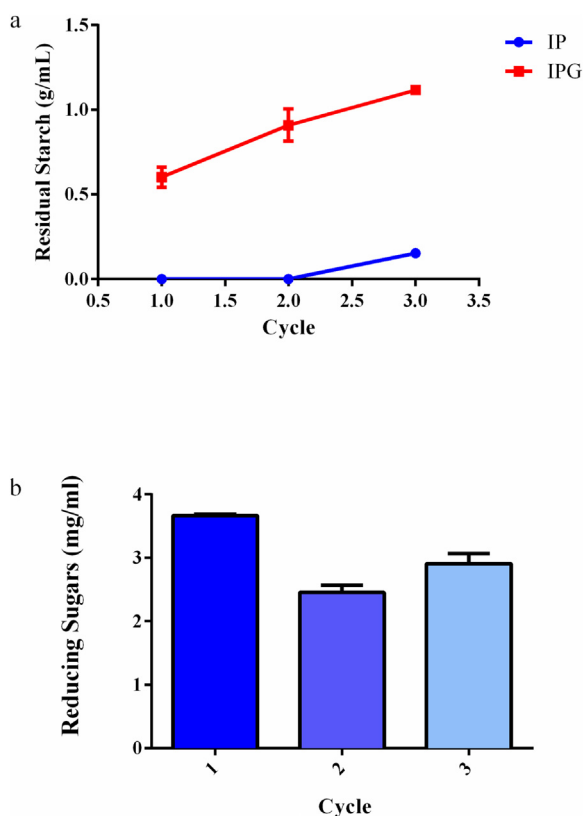 a
Residual Starch (g/mL)
1.5
1.0
0.5
0.0
0.5 1.0 1.5 2.0 2.5 3.0 3.5
Cycle
IP
IPG
b
Reducing Sugars (mg/ml)
4
3
2
1
0
1 2 3
Cycle